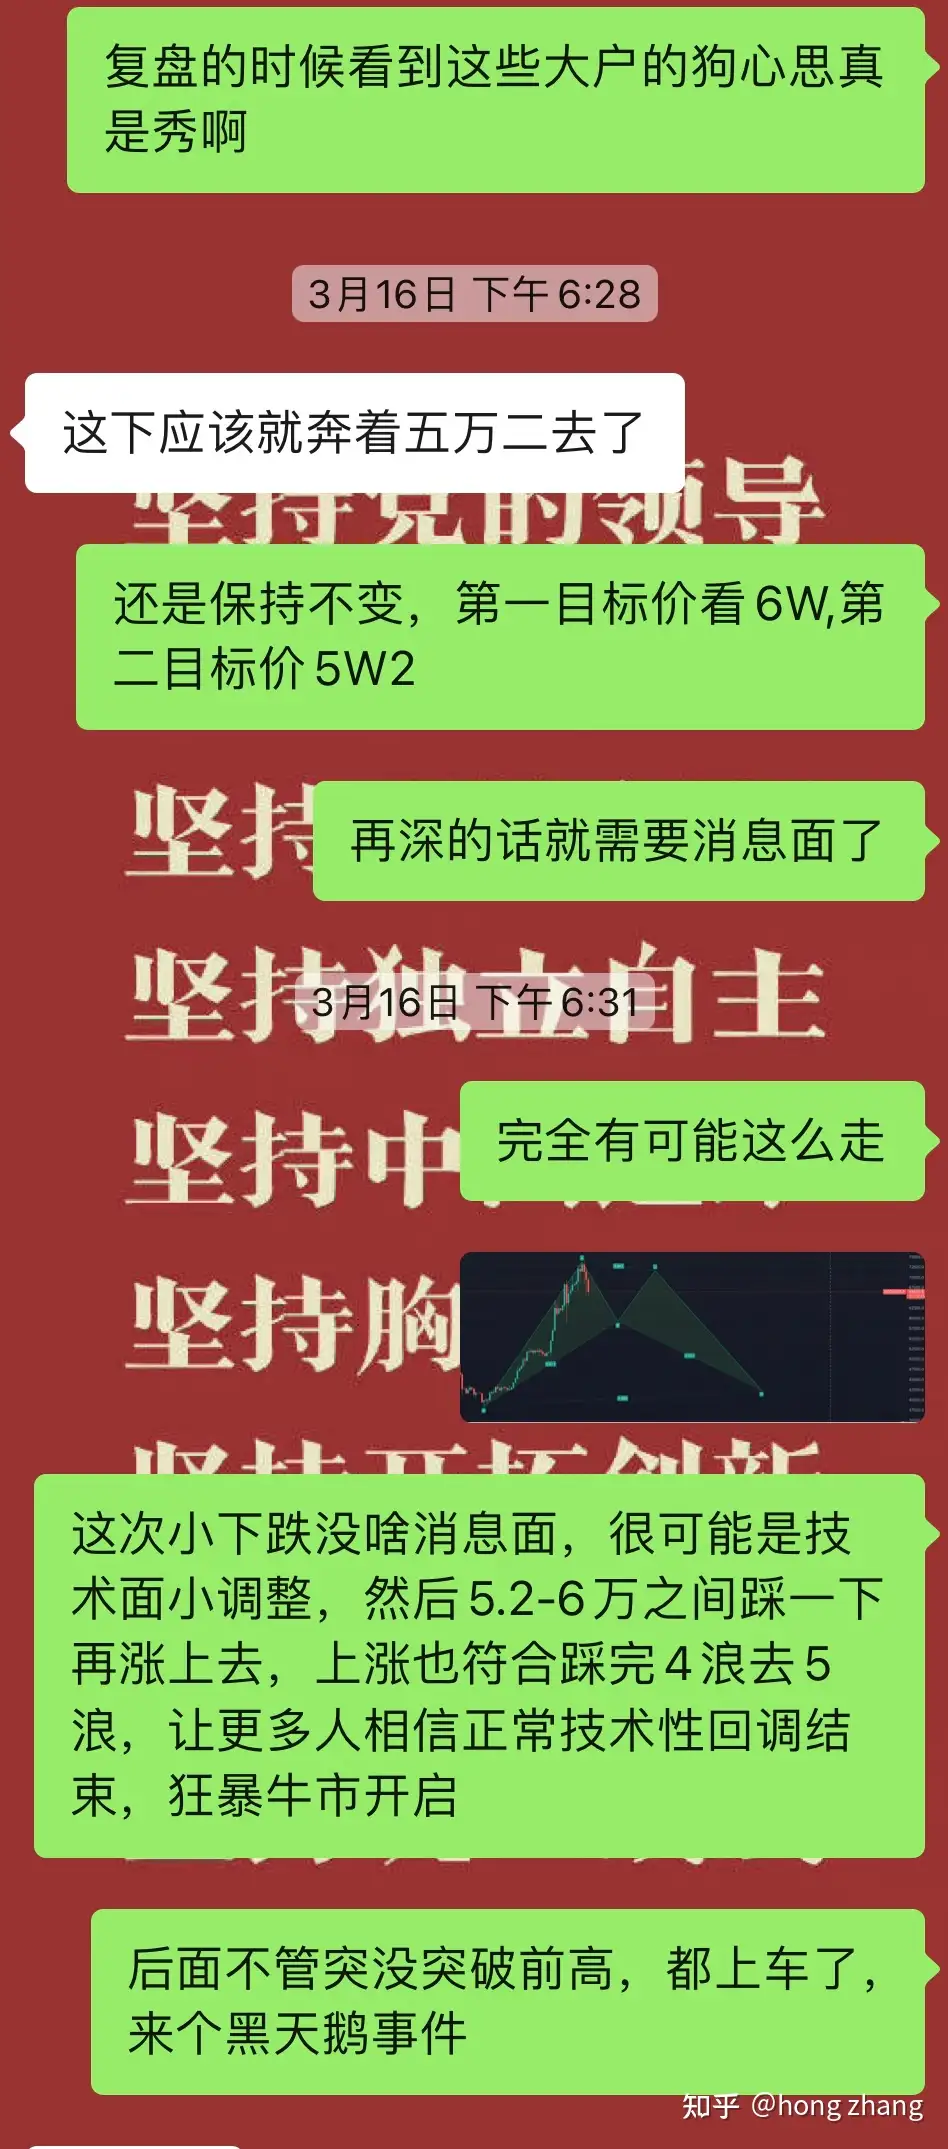 复盘的时候看到这些大户的狗心思真
是秀啊
3月16日 下午6:28
这下应该就奔着五万二去了
坚持党的领导
还是保持不变，第一目标价看6W,第
二目标价5W2
坚持
再深的话就需要消息面了
坚持独立自主
3月16日 下午6:31
完全有可能这么走
坚持中
坚持胸
坚持开拓创新
这次小下跌没啥消息面，很可能是技
术面小调整，然后5.2-6万之间踩一下
再涨上去，上涨也符合踩完4浪去5
浪，让更多人相信正常技术性回调结
束，狂暴牛市开启
后面不管突没突破前高，都上车了，
来个黑天鹅事件
知乎 @hong zhang